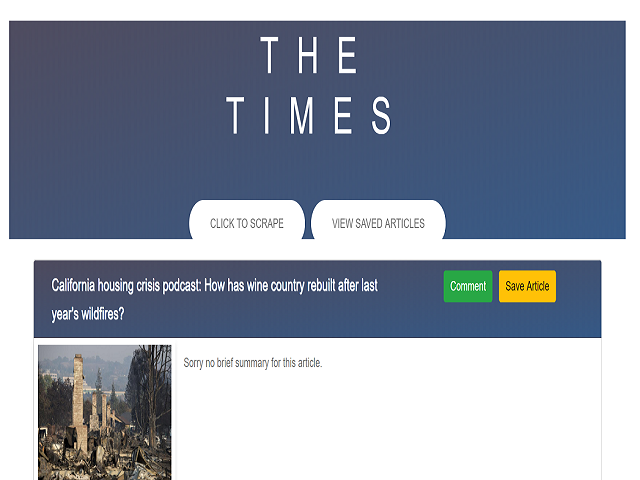 THE
TIMES
CLICK TO SCRAPE VIEW SAVED ARTICLES
California housing crisis podcast: How has wine country rebuilt after last
year's wildfires?
Comment Save Article
Sorry no brief summary for this article.